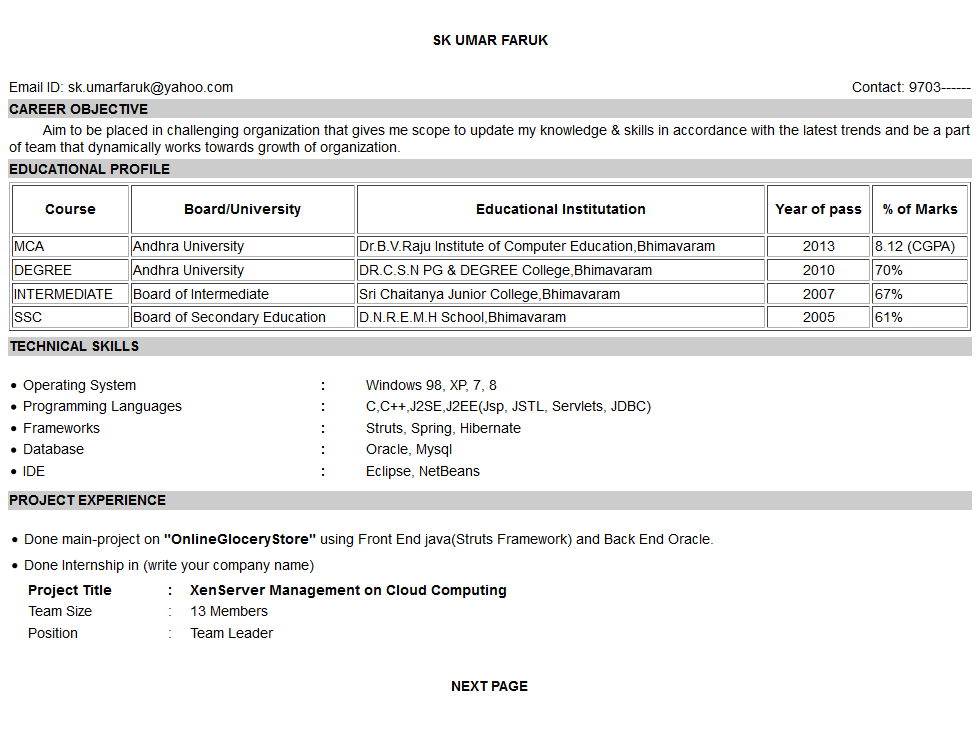 SK UMAR FARUK
Email ID: sk.umarfaruk@yahoo.com Contact: 9703------
CAREER OBJECTIVE
Aim to be placed in challenging organization that gives me scope to update my knowledge & skills in accordance with the latest trends and be a part
of team that dynamically works towards growth of organization.
EDUCATIONAL PROFILE
Course Board/University Educational Institutation Year of pass % of Marks
MCA Andhra University Dr.B.V.Raju Institute of Computer Education,Bhimavaram 2013 8.12 (CGPA)
DEGREE Andhra University DR.C.S.N PG & DEGREE College,Bhimavaram 2010 70%
INTERMEDIATE Board of Intermediate Sri Chaitanya Junior College,Bhimavaram 2007 67%
SSC Board of Secondary Education D.N.R.E.M.H School,Bhimavaram 2005 61%
TECHNICAL SKILLS
• Operating System : Windows 98, XP, 7, 8
• Programming Languages : C,C++,J2SE,J2EE(Jsp, JSTL, Servlets, JDBC)
• Frameworks : Struts, Spring, Hibernate
• Database : Oracle, Mysql
• IDE : Eclipse, NetBeans
PROJECT EXPERIENCE
• Done main-project on "OnlineGloceryStore" using Front End java(Struts Framework) and Back End Oracle.
• Done Internship in (write your company name)
Project Title : XenServer Management on Cloud Computing
Team Size : 13 Members
Position : Team Leader
NEXT PAGE